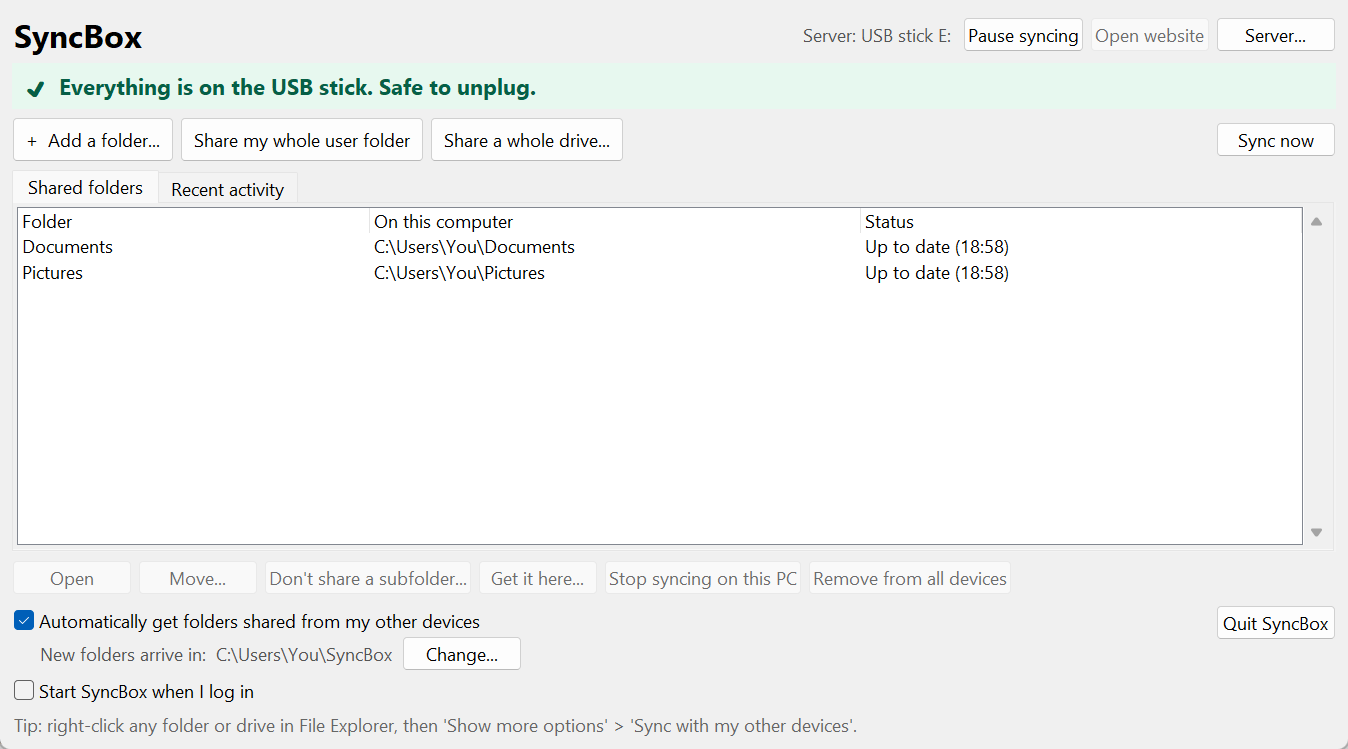 SyncBox
Server: USB stick E: Pause syncing Open website Server...
✔ Everything is on the USB stick. Safe to unplug.
+ Add a folder... Share my whole user folder Share a whole drive... Sync now
Shared folders Recent activity
Folder On this computer Status
Documents C:\Users\You\Documents Up to date (18:58)
Pictures C:\Users\You\Pictures Up to date (18:58)
Open Move... Don't share a subfolder... Get it here... Stop syncing on this PC Remove from all devices
Automatically get folders shared from my other devices Quit SyncBox
New folders arrive in: C:\Users\You\SyncBox Change...
Start SyncBox when I log in
Tip: right-click any folder or drive in File Explorer, then 'Show more options' > 'Sync with my other devices'.